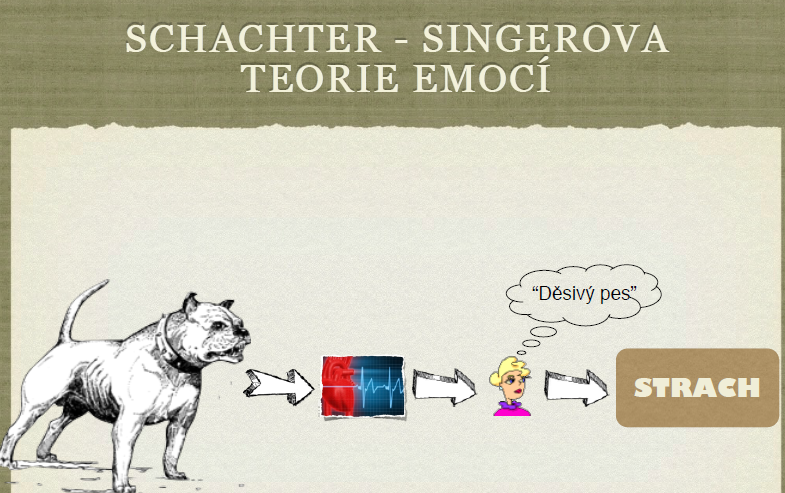 SCHACHTER - SINGEROVA
TEORIE EMOCÍ
“Děsivý pes”
STRACH